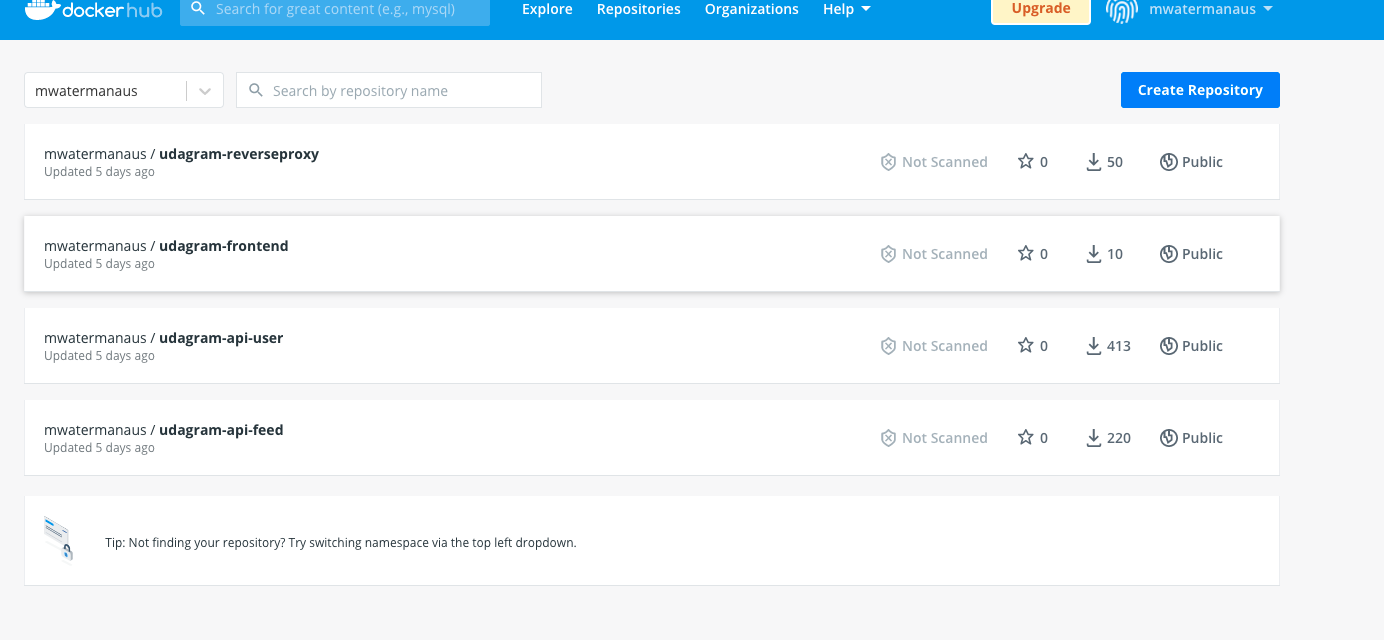 dockerhub Search for great content (e.g., mysql) Explore Repositories Organizations Help Upgrade mwatermanaus
mwatermanaus Search by repository name Create Repository
mwatermanaus / udagram-reverseproxy Not Scanned 0 50 Public
Updated 5 days ago
mwatermanaus / udagram-frontend Not Scanned 0 10 Public
Updated 5 days ago
mwatermanaus / udagram-api-user Not Scanned 0 413 Public
Updated 5 days ago
mwatermanaus / udagram-api-feed Not Scanned 0 220 Public
Updated 5 days ago
Tip: Not finding your repository? Try switching namespace via the top left dropdown.